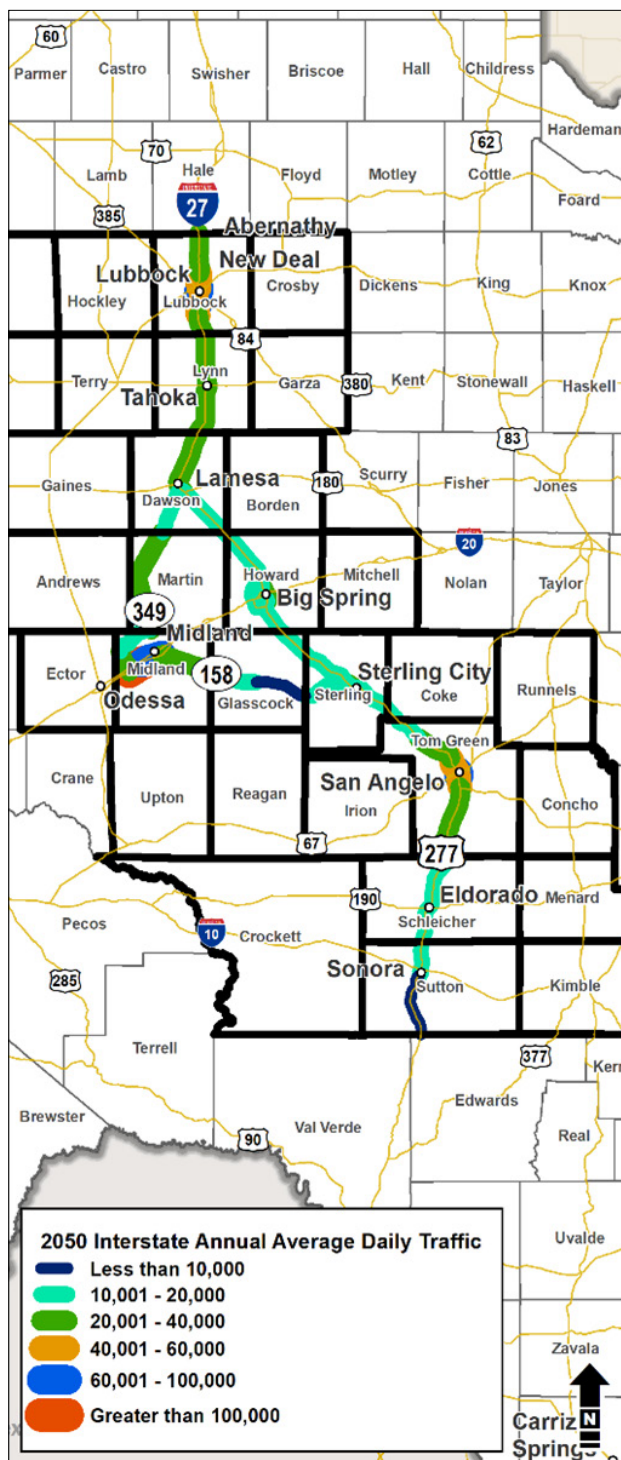 60
83
Parmer
Castro
Swisher
Briscoe
Hall
Childress
Hardeman
70
62
Lamb
Hale
Floyd
Motley
Cottle
Foard
385
27
Abernathy
New Deal
Lubbock
Hockley
Lubbock
Crosby
Dickens
King
Knox
84
Terry
Lynn
Garza
380
Kent
Stonewall
Haskell
Tahoka
83
Lamesa
Gaines
Dawson
Borden
180
Scurry
Fisher
Jones
20
Andrews
Martin
Howard
Mitchell
Nolan
Taylor
Big Spring
349
Midland
158
Ector
Midland
Odessa
Glasscock
Sterling
Sterling City
Coke
Runnels
Tom Green
San Angelo
Crane
Upton
Reagan
Irion
Concho
67
277
190
Eldorado
Schleicher
Menard
Pecos
10
Crockett
Sonora
Sutton
Kimble
285
Terrell
377
Kerr
Edwards
Brewster
Val Verde
90
Real
Uvalde
2050 Interstate Annual Average Daily Traffic
Less than 10,000
10,001 - 20,000
20,001 - 40,000
40,001 - 60,000
60,001 - 100,000
Greater than 100,000
Zavala
N
Carriz
Springs